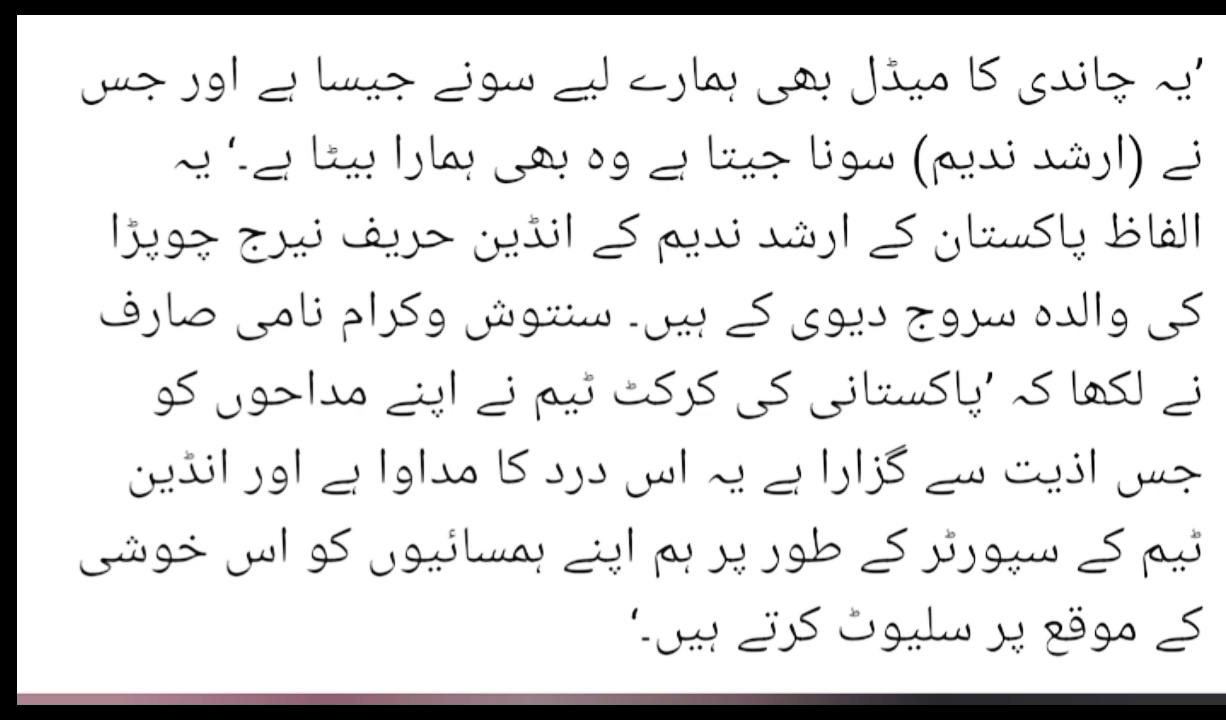 ’یہ چاندی کا میڈل بھی ہمارے لیے سونے جیسا ہے اور جس
نے (ارشد ندیم) سونا جیتا ہے وہ بھی ہمارا بیٹا ہے۔‘ یہ
الفاظ پاکستان کے ارشد ندیم کے انڈین حریف نیرج چوپڑا
کی والدہ سروج دیوی کے ہیں۔ سنتوش وکرام نامی صارف
نے لکھا کہ ’پاکستانی کی کرکٹ ٹیم نے اپنے مداحوں کو
جس اذیت سے گزارا ہے یہ اس درد کا مداوا ہے اور انڈین
ٹیم کے سپورٹر کے طور پر ہم اپنے ہمسائیوں کو اس خوشی
کے موقع پر سلیوٹ کرتے ہیں۔‘